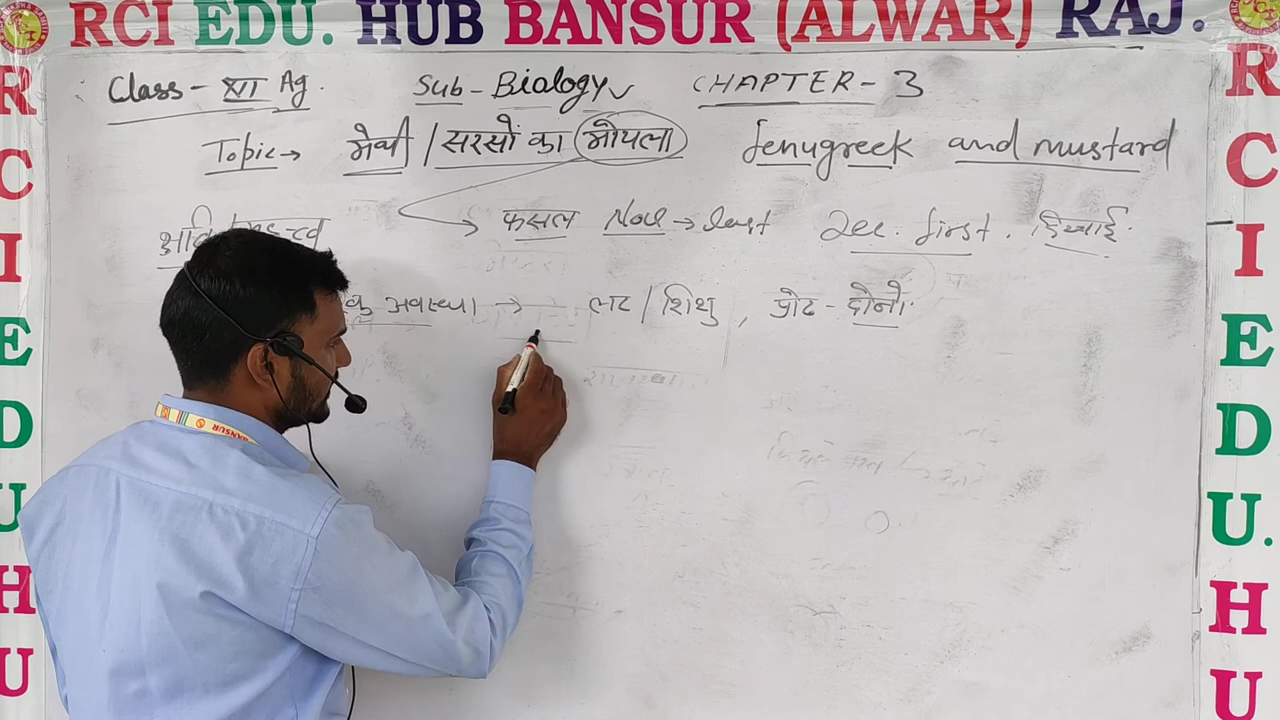 RCI EDU. HUB BANSUR (ALWAR) RAJ.
Class - XII Ag. Sub - Biology CHAPTER - 3
Topic → मेथी / सरसों का मोयला fenugreek and mustard
फसल Nov → last Dec. first. दिखाई.
अवस्था → लट / शिशु, प्रोट - दोनो
BANSUR
R
C
I
E
D
U
H
U
R
C
I
E
D
U.
H
U